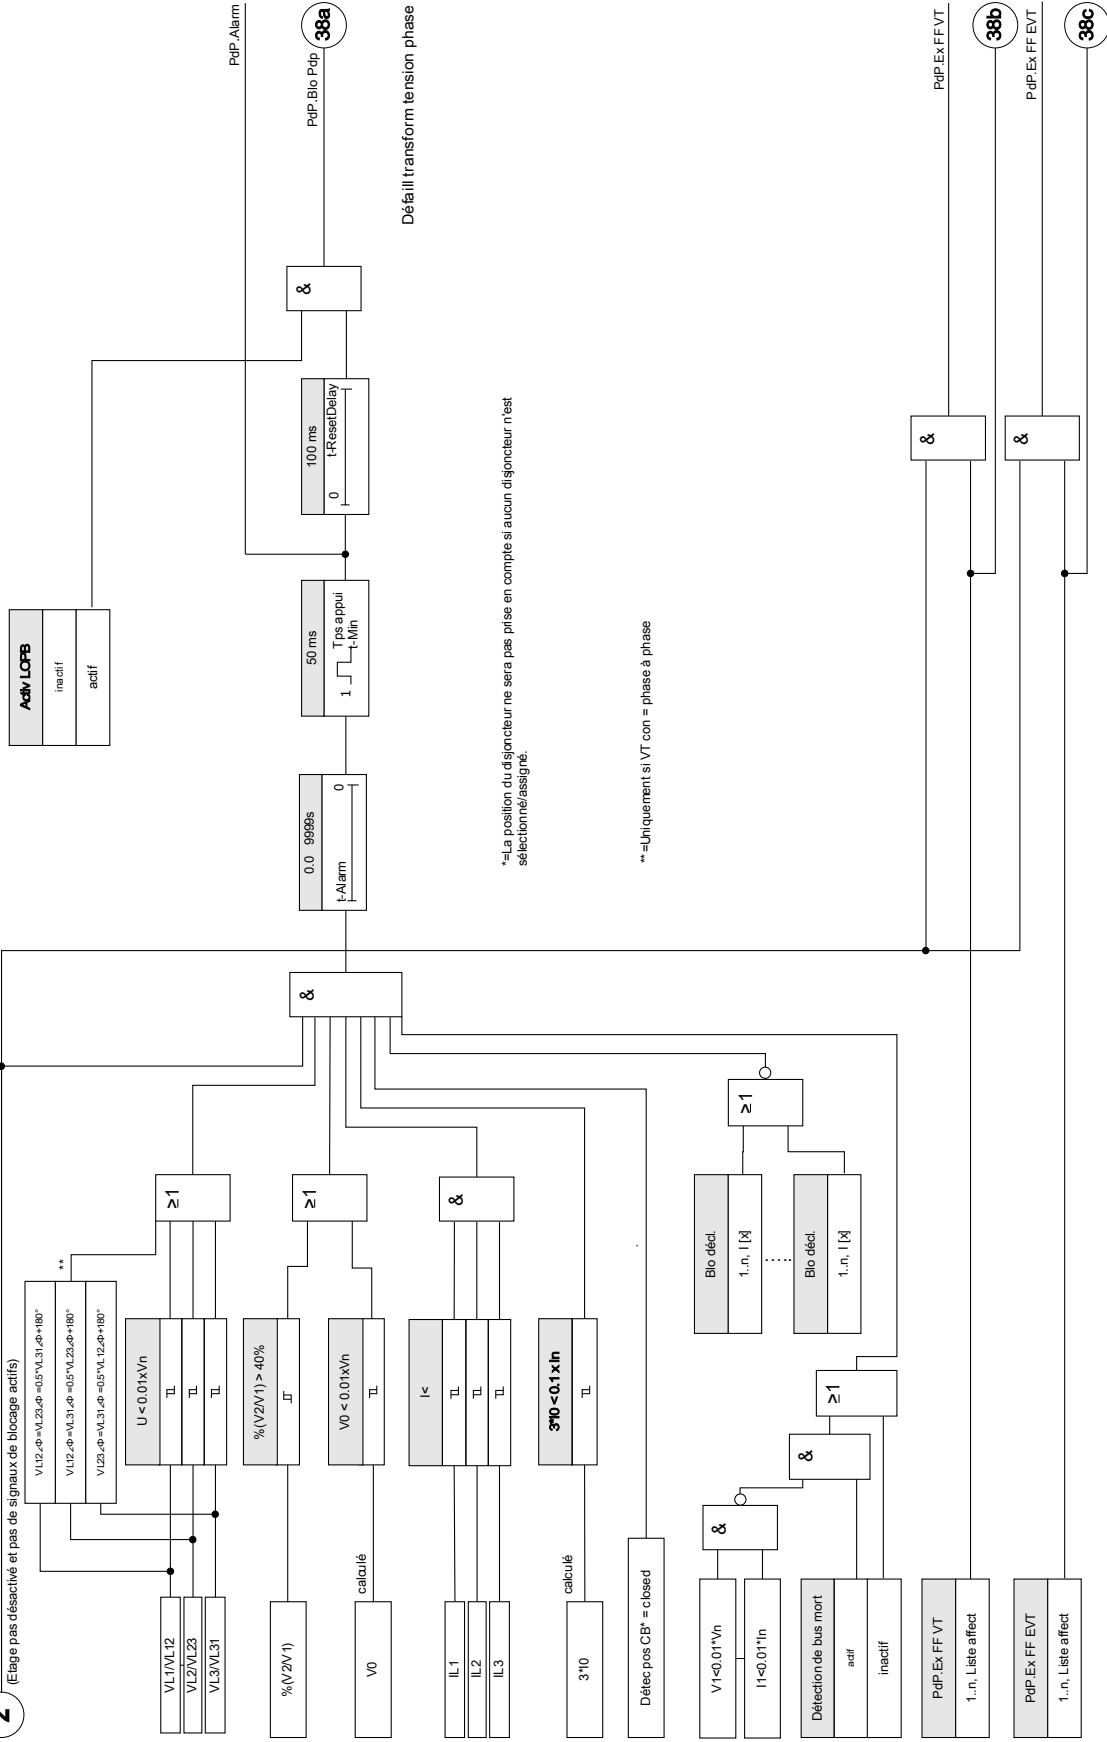 2
(Etage pas désactivé et pas de signaux de blocage actifs)
VL12∠Φ =VL23∠Φ =0.5*VL31∠Φ+180°
VL12∠Φ =VL31∠Φ =0.5*VL23∠Φ+180°
VL23∠Φ =VL31∠Φ =0.5*VL12∠Φ+180°
**
VL1/VL12
VL2/VL23
VL3/VL31
U < 0.01xVn
≥1
%(V2/V1)
%(V2/V1) > 40%
V0
calculé
V0 < 0.01xVn
≥1
IL1
IL2
IL3
I<
&
3*I0
calculé
3*I0 < 0.1 x In
Détec pos CB* = closed
Blo décl.
1..n, I [x]
Blo décl.
1..n, I [x]
≥1
V1<0.01*Vn
I1<0.01*In
&
Détection de bus mort
actif
inactif
&
≥1
&
0.0 9999s
t-Alarm
0
50 ms
1
Tps appui
t-Min
100 ms
0
t-ResetDelay
Activ LOPB
inactif
actif
&
PdP.Alarm
PdP.Blo Pdp
38a
Défaill transform tension phase
*=La position du disjoncteur ne sera pas prise en compte si aucun disjoncteur n'est
sélectionné/assigné.
**=Uniquement si VT con = phase à phase
PdP.Ex FF VT
1..n, Liste affect
&
PdP.Ex FF VT
38b
PdP.Ex FF EVT
1..n, Liste affect
&
PdP.Ex FF EVT
38c